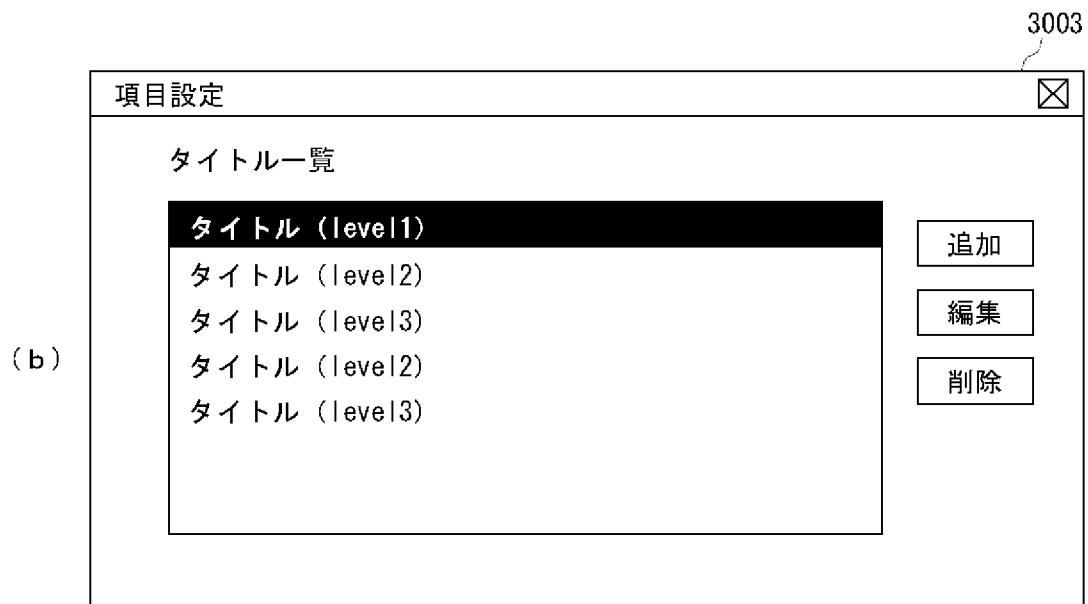 3003
項目設定
タイトル一覧
タイトル (level1)
タイトル (level2)
タイトル (level3)
タイトル (level2)
タイトル (level3)
追加
編集
削除
(b)